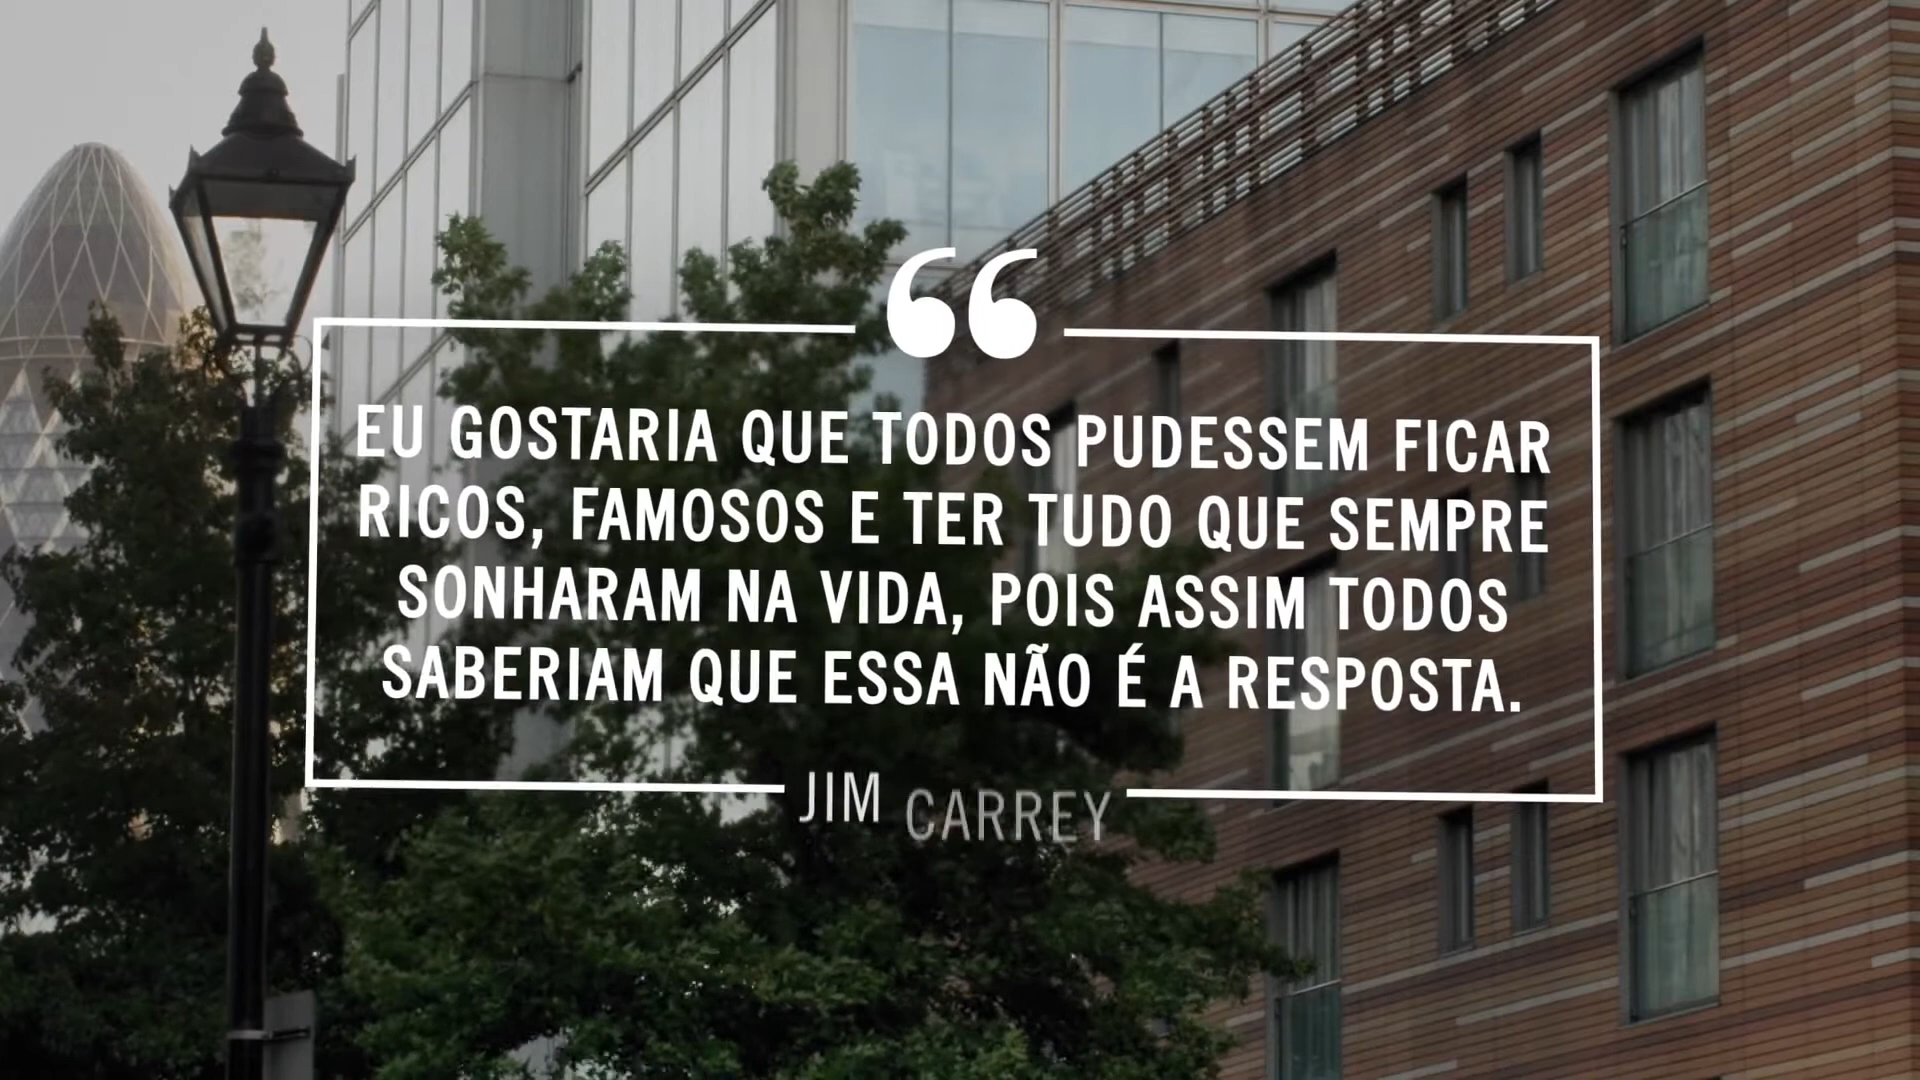 EU GOSTARIA QUE TODOS PUDESSEM FICAR
RICOS, FAMOSOS E TER TUDO QUE SEMPRE
SONHARAM NA VIDA, POIS ASSIM TODOS
SABERIAM QUE ESSA NÃO É A RESPOSTA.
JIM CARREY